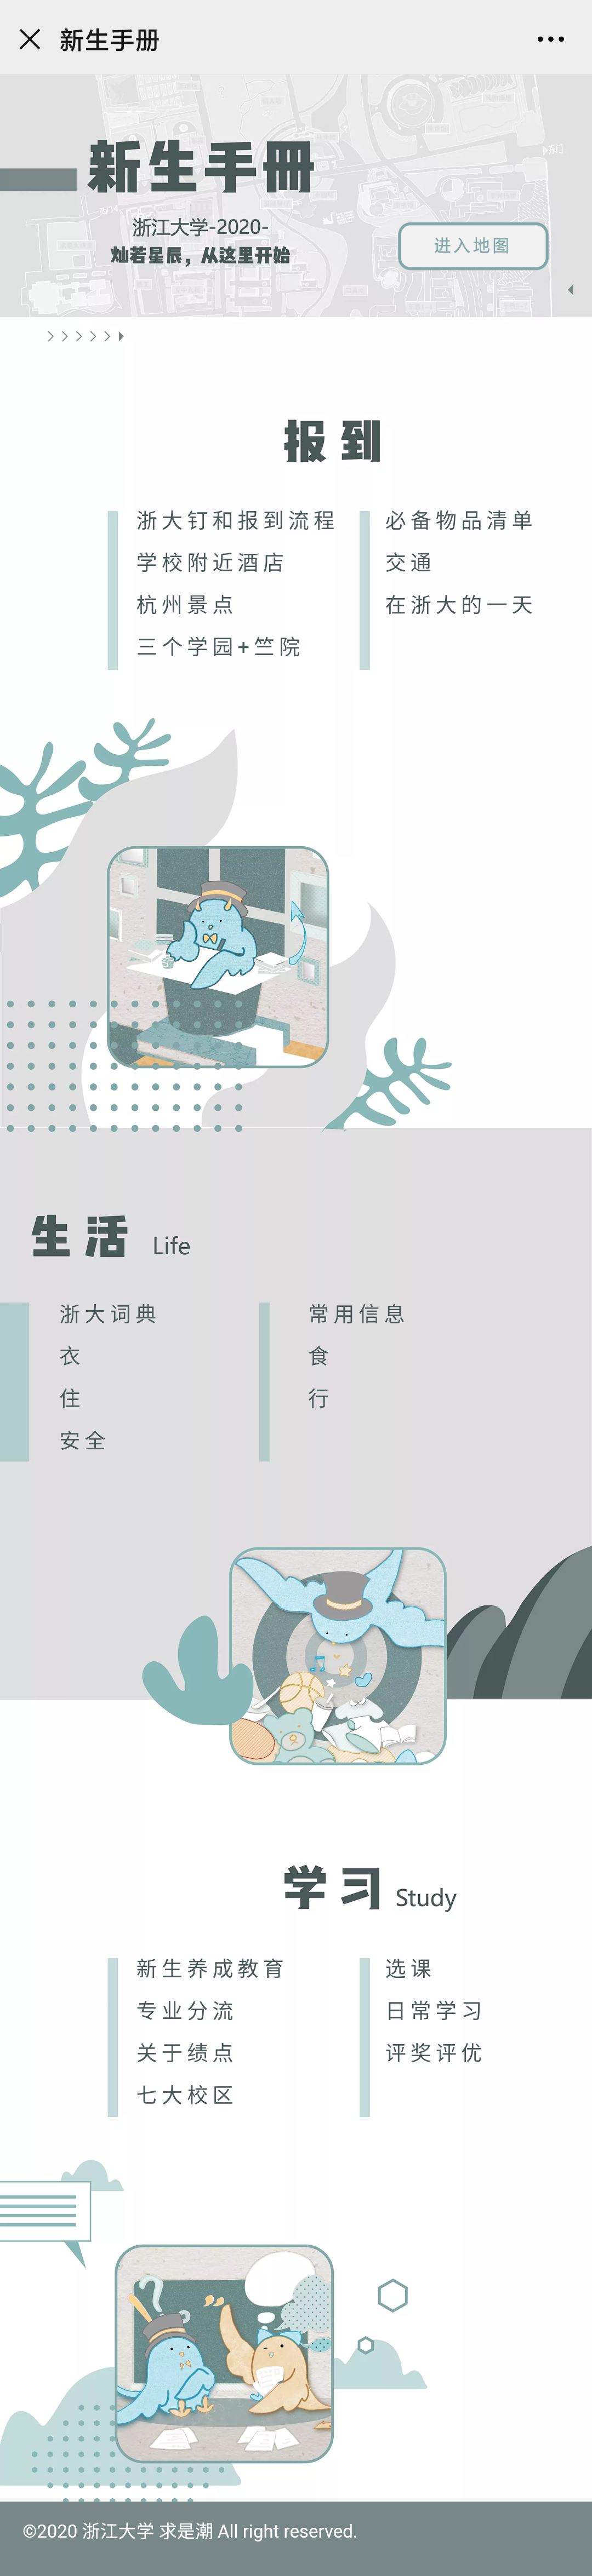 新生手册
新生手冊
浙江大学-2020-
灿若星辰，从这里开始
进入地图
报到
浙大钉和报到流程
学校附近酒店
杭州景点
三个学园+竺院
必备物品清单
交通
在浙大的一天
生活 Life
浙大词典
衣
住
安全
常用信息
食
行
学习 Study
新生养成教育
专业分流
关于绩点
七大校区
选课
日常学习
评奖评优
©2020 浙江大学 求是潮 All right reserved.